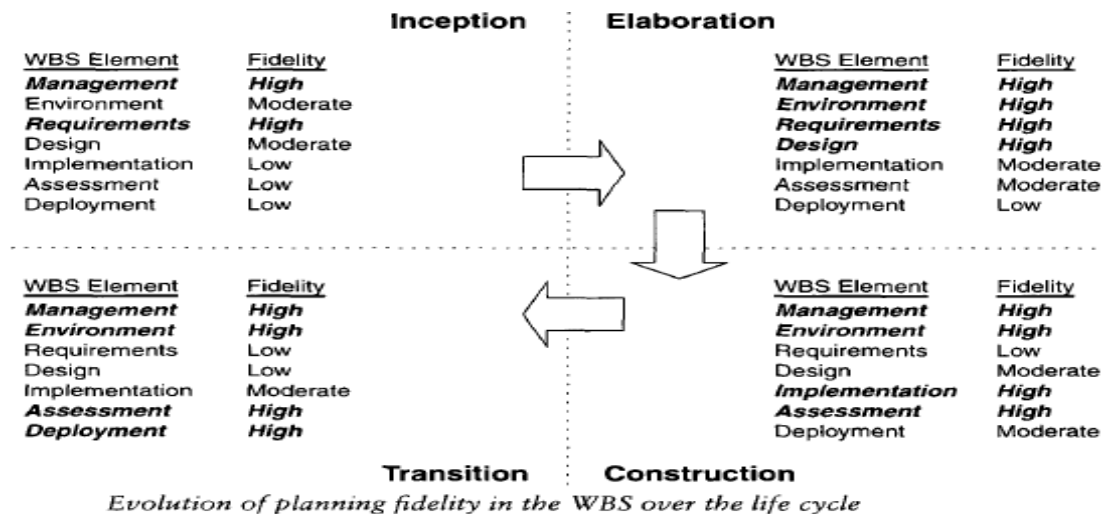 Inception Elaboration
WBS Element Fidelity
Management High
Environment Moderate
Requirements High
Design Moderate
Implementation Low
Assessment Low
Deployment Low
WBS Element Fidelity
Management High
Environment High
Requirements High
Design High
Implementation Moderate
Assessment Moderate
Deployment Low
WBS Element Fidelity
Management High
Environment High
Requirements Low
Design Low
Implementation Moderate
Assessment High
Deployment High
WBS Element Fidelity
Management High
Environment High
Requirements Low
Design Moderate
Implementation High
Assessment High
Deployment Moderate
Transition Construction
Evolution of planning fidelity in the WBS over the life cycle